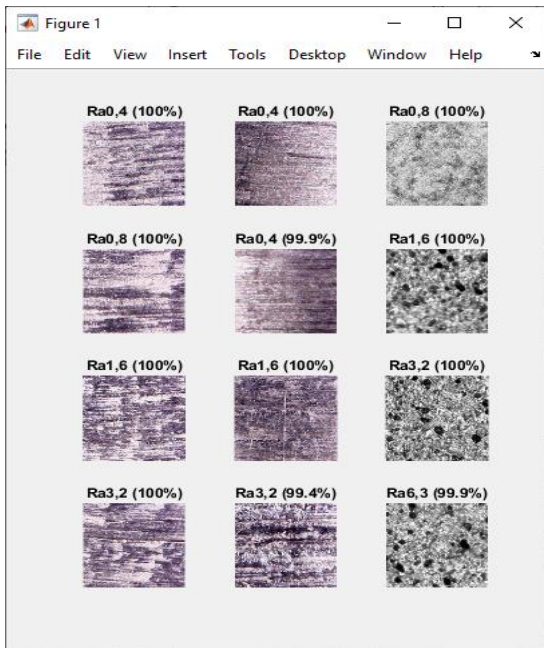 Figure 1
File Edit View Insert Tools Desktop Window Help
Ra0,4 (100%) Ra0,4 (100%) Ra0,8 (100%)
Ra0,8 (100%) Ra0,4 (99.9%) Ra1,6 (100%)
Ra1,6 (100%) Ra1,6 (100%) Ra3,2 (100%)
Ra3,2 (100%) Ra3,2 (99.4%) Ra6,3 (99.9%)